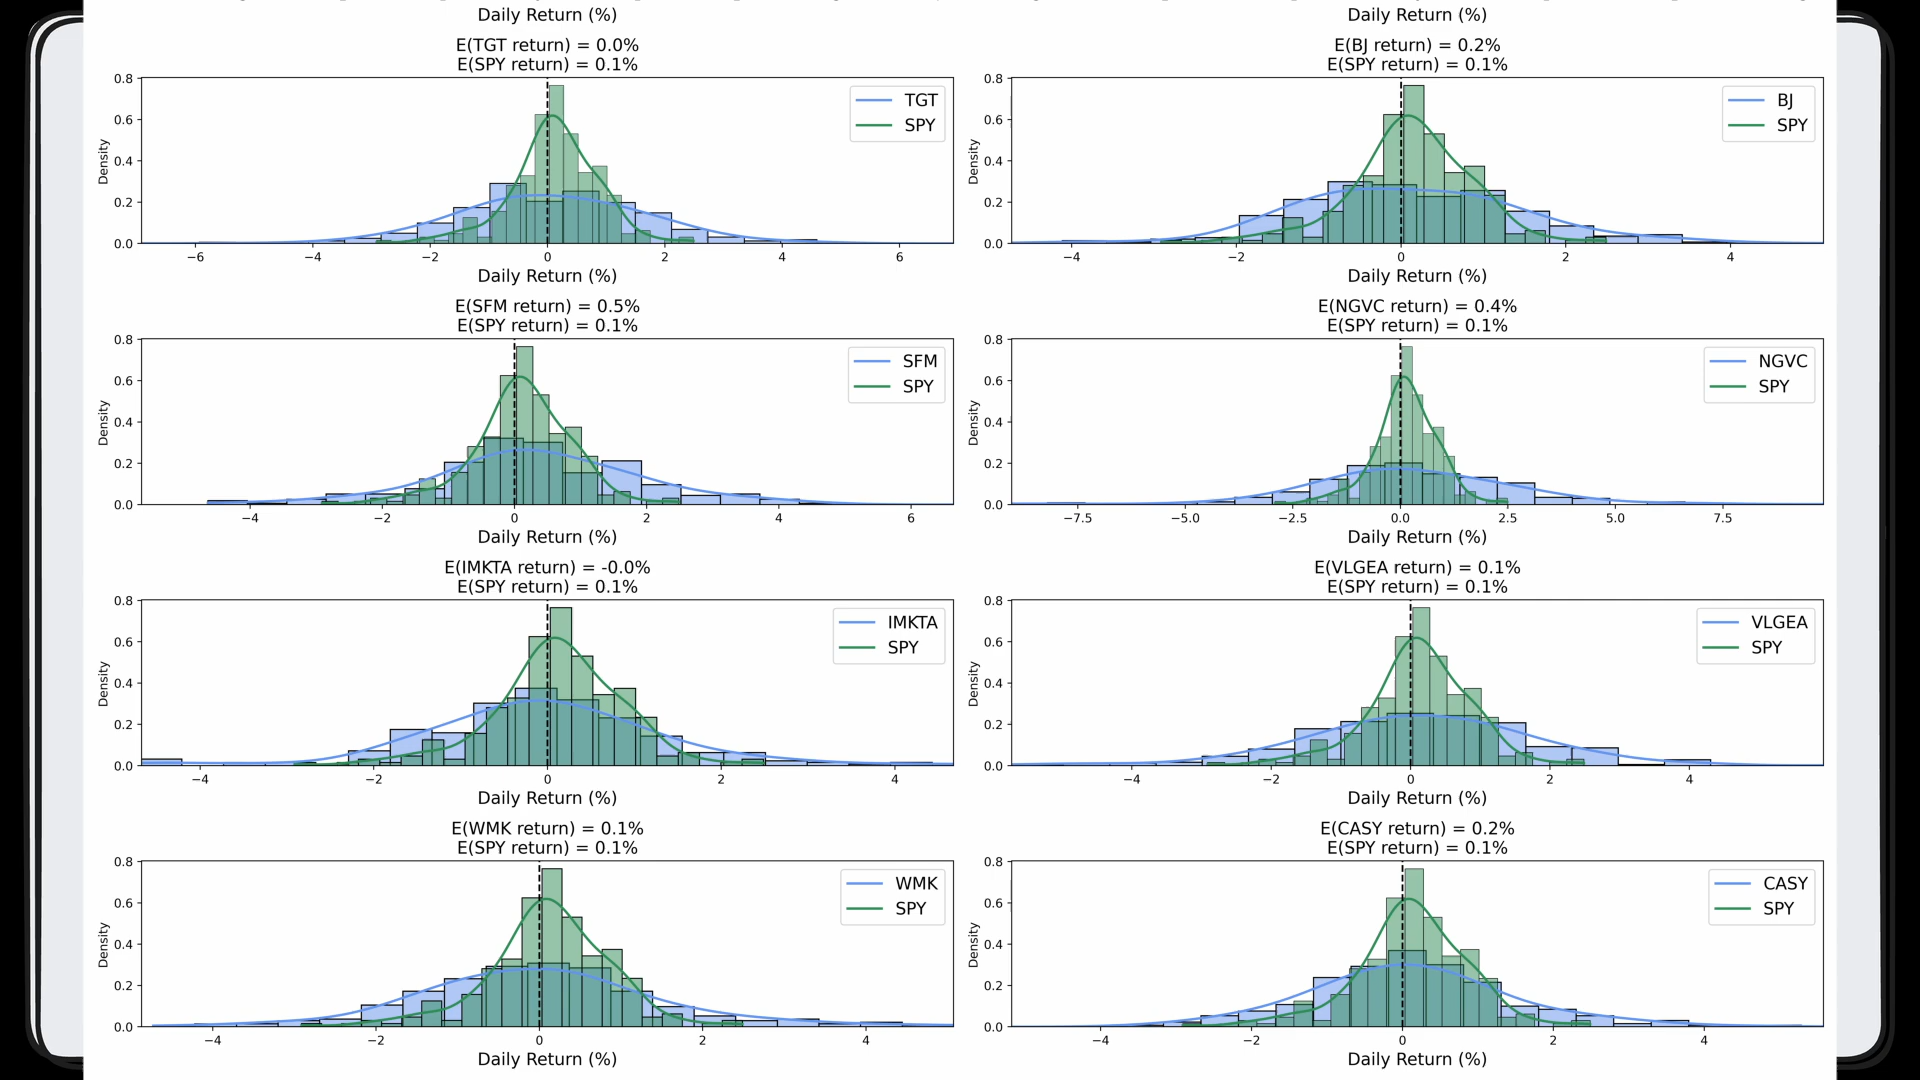 Daily Return (%)
Daily Return (%)
E(TGT return) = 0.0%
E(SPY return) = 0.1%
0.8
0.6
0.4
0.2
0.0
Density
TGT
SPY
−6 −4 −2 0 2 4 6
Daily Return (%)
E(BJ return) = 0.2%
E(SPY return) = 0.1%
0.8
0.6
0.4
0.2
0.0
Density
BJ
SPY
−4 −2 0 2 4
Daily Return (%)
E(SFM return) = 0.5%
E(SPY return) = 0.1%
0.8
0.6
0.4
0.2
0.0
Density
SFM
SPY
−4 −2 0 2 4 6
Daily Return (%)
E(NGVC return) = 0.4%
E(SPY return) = 0.1%
0.8
0.6
0.4
0.2
0.0
Density
NGVC
SPY
−7.5 −5.0 −2.5 0.0 2.5 5.0 7.5
Daily Return (%)
E(IMKTA return) = -0.0%
E(SPY return) = 0.1%
0.8
0.6
0.4
0.2
0.0
Density
IMKTA
SPY
−4 −2 0 2 4
Daily Return (%)
E(VLGEA return) = 0.1%
E(SPY return) = 0.1%
0.8
0.6
0.4
0.2
0.0
Density
VLGEA
SPY
−4 −2 0 2 4
Daily Return (%)
E(WMK return) = 0.1%
E(SPY return) = 0.1%
0.8
0.6
0.4
0.2
0.0
Density
WMK
SPY
−4 −2 0 2 4
Daily Return (%)
E(CASY return) = 0.2%
E(SPY return) = 0.1%
0.8
0.6
0.4
0.2
0.0
Density
CASY
SPY
−4 −2 0 2 4
Daily Return (%)